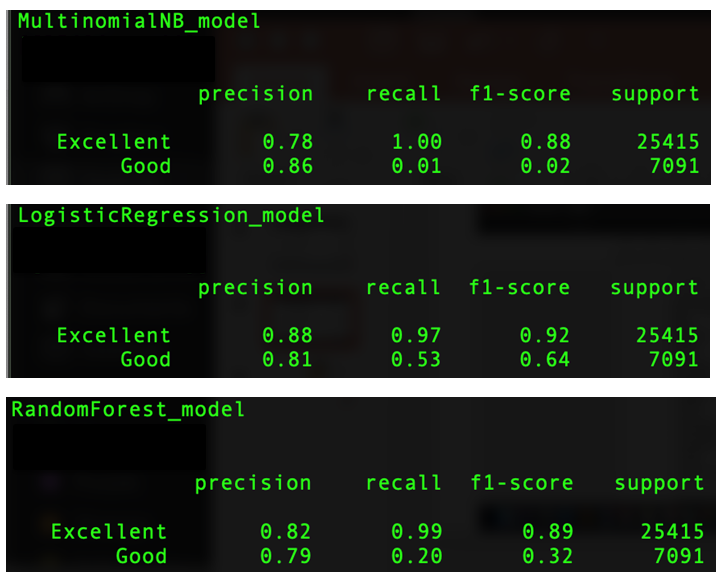 MultinomialNB_model
precision recall f1-score support
Excellent 0.78 1.00 0.88 25415
Good 0.86 0.01 0.02 7091
LogisticRegression_model
precision recall f1-score support
Excellent 0.88 0.97 0.92 25415
Good 0.81 0.53 0.64 7091
RandomForest_model
precision recall f1-score support
Excellent 0.82 0.99 0.89 25415
Good 0.79 0.20 0.32 7091